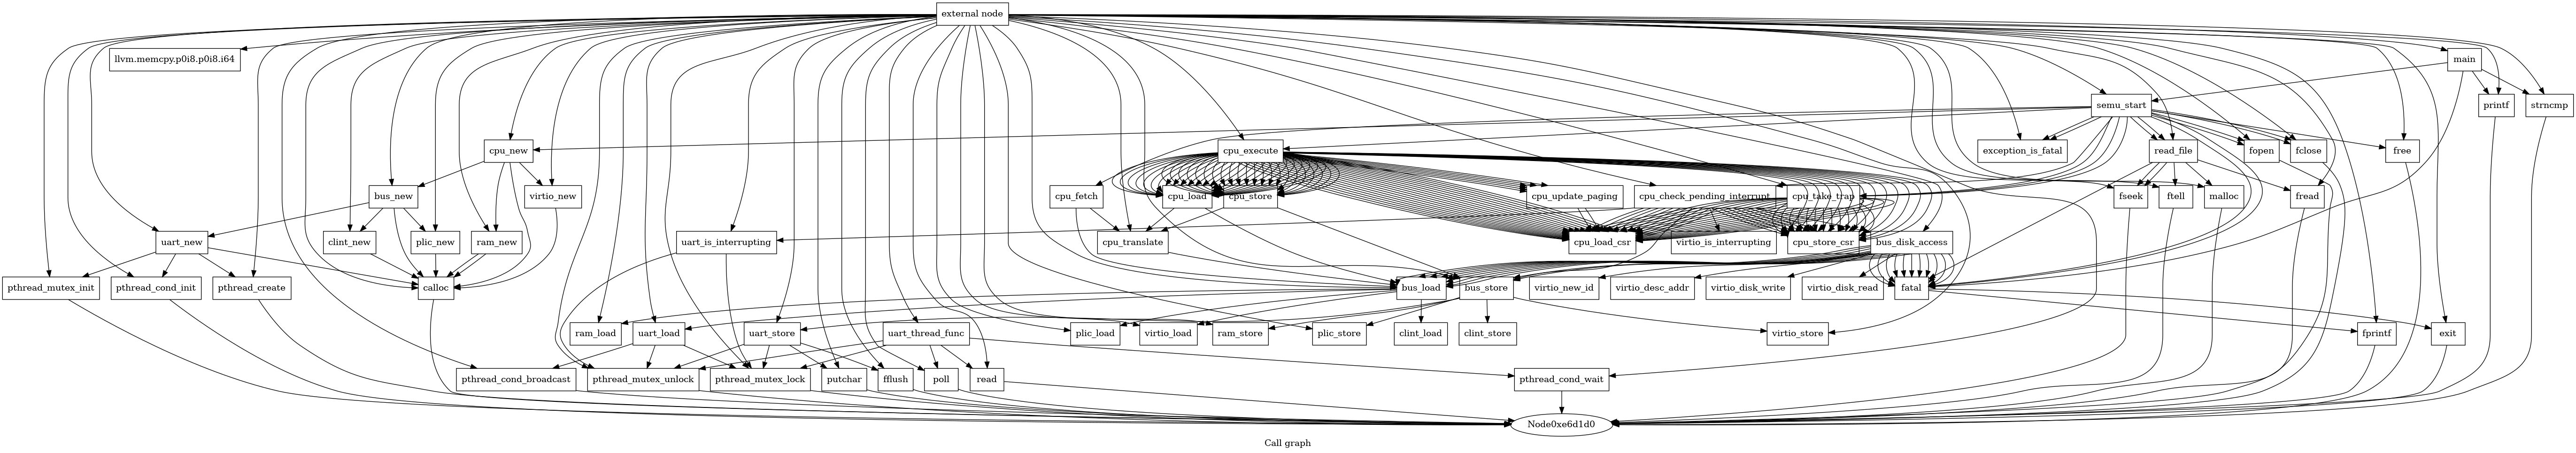 external node
llvm.memcpy.p0i8.p0i8.i64
main
semu_start
printf
strncmp
cpu_new
cpu_execute
exception_is_fatal
read_file
fopen
fclose
free
bus_new
virtio_new
cpu_fetch
cpu_load
cpu_store
cpu_update_paging
cpu_check_pending_interrupt
cpu_take_trap
fseek
ftell
malloc
fread
uart_new
clint_new
plic_new
ram_new
uart_is_interrupting
cpu_translate
cpu_load_csr
virtio_is_interrupting
cpu_store_csr
bus_disk_access
pthread_mutex_init
pthread_cond_init
pthread_create
calloc
bus_load
bus_store
virtio_new_id
virtio_desc_addr
virtio_disk_write
virtio_disk_read
fatal
ram_load
uart_load
uart_store
uart_thread_func
plic_load
virtio_load
ram_store
plic_store
clint_load
clint_store
virtio_store
fprintf
exit
pthread_cond_broadcast
pthread_mutex_unlock
pthread_mutex_lock
putchar
fflush
poll
read
pthread_cond_wait
Node0xe6d1d0
Call graph